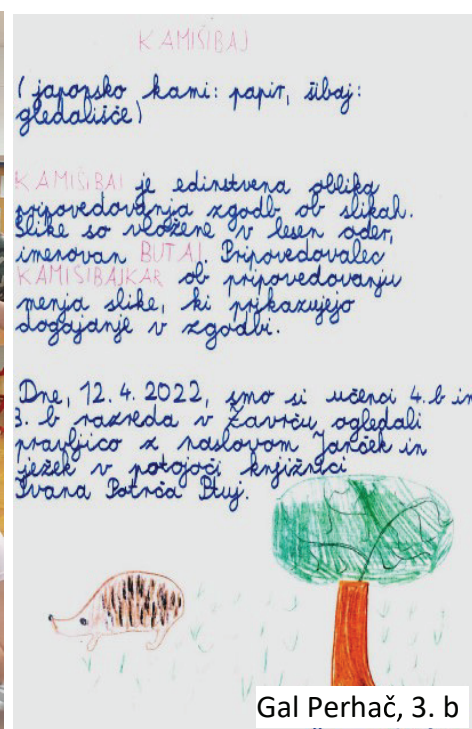 KAMIŠIBAJ
(japonsko kami: papir, šibaj:
gledališče)
KAMIŠIBAJ je edinstvena oblika
pripovedovanja zgodb ob slikah.
Slike so vložene v lesen oder,
imenovan BUTAJ. Pripovedovalec
KAMIŠIBAJKAR ob pripovedovanju
menja slike, ki prikazujejo
dogajanje v zgodbi.
Dne, 12. 4. 2022, smo si učenci 4. b in
3. b razreda v Zavrču ogledali
pravljico z naslovom Janček in
ježek v potojoči knjižnici
Ivana Potrča Ptuj.
Gal Perhač, 3. b